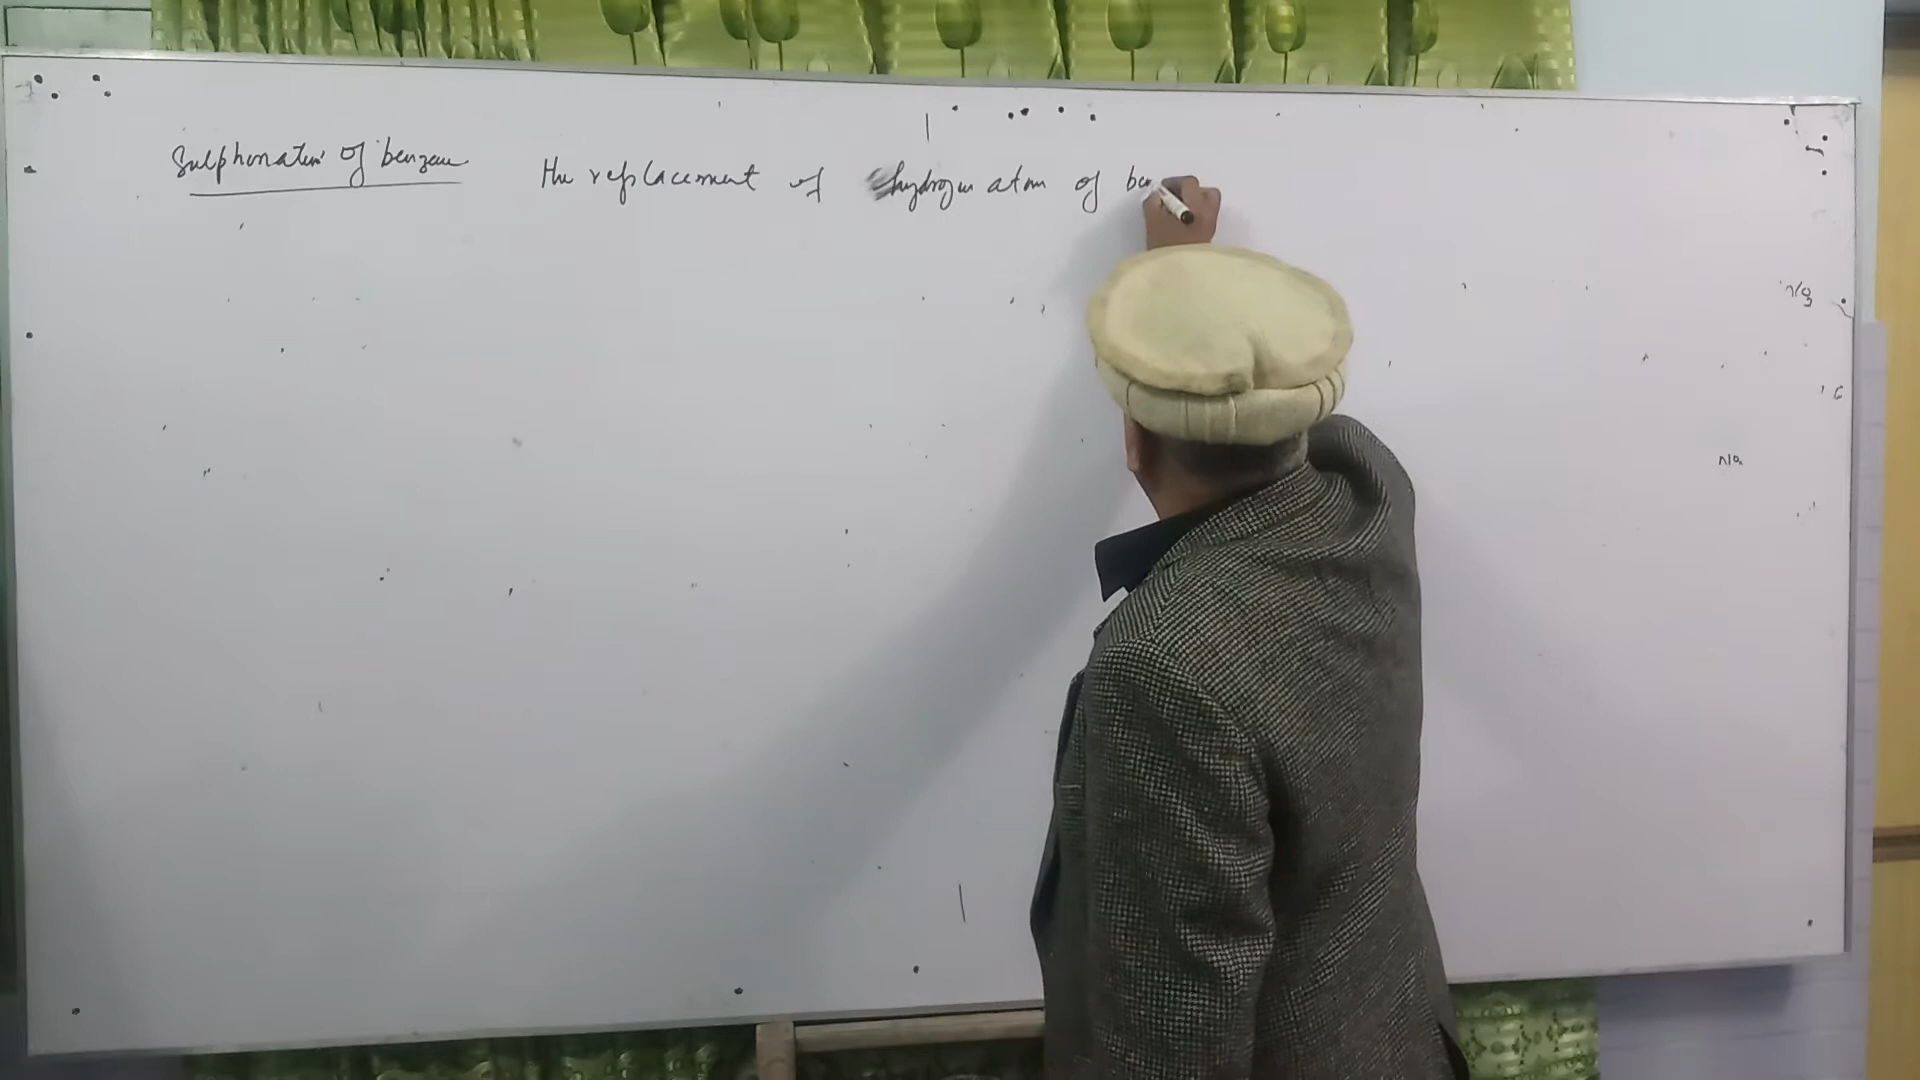 Sulphonation of benzene
The replacement of hydrogen atom of ben